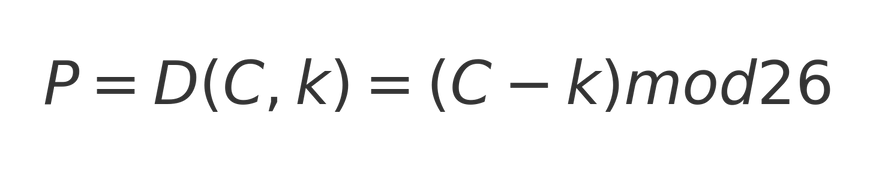 P = D(C, k) = (C − k)mod26